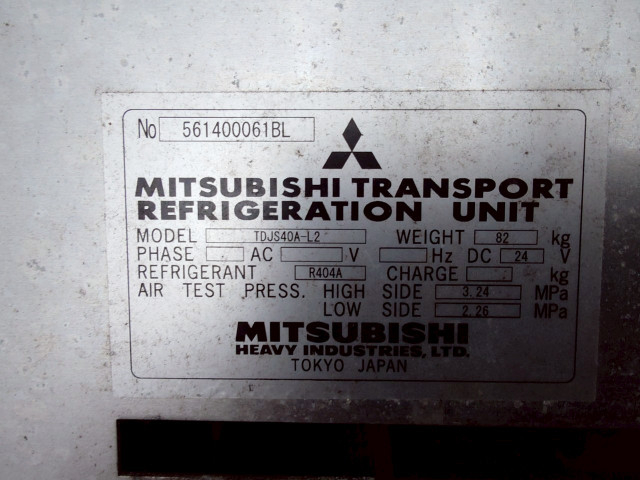 No 561400061BL
MITSUBISHI TRANSPORT
REFRIGERATION UNIT
MODEL TDJS40A-L2 WEIGHT 82 kg
PHASE AC V Hz DC 24 V
REFRIGERANT R404A CHARGE kg
AIR TEST PRESS. HIGH SIDE 3.24 MPa
LOW SIDE 2.26 MPa
MITSUBISHI
HEAVY INDUSTRIES, LTD.
TOKYO JAPAN